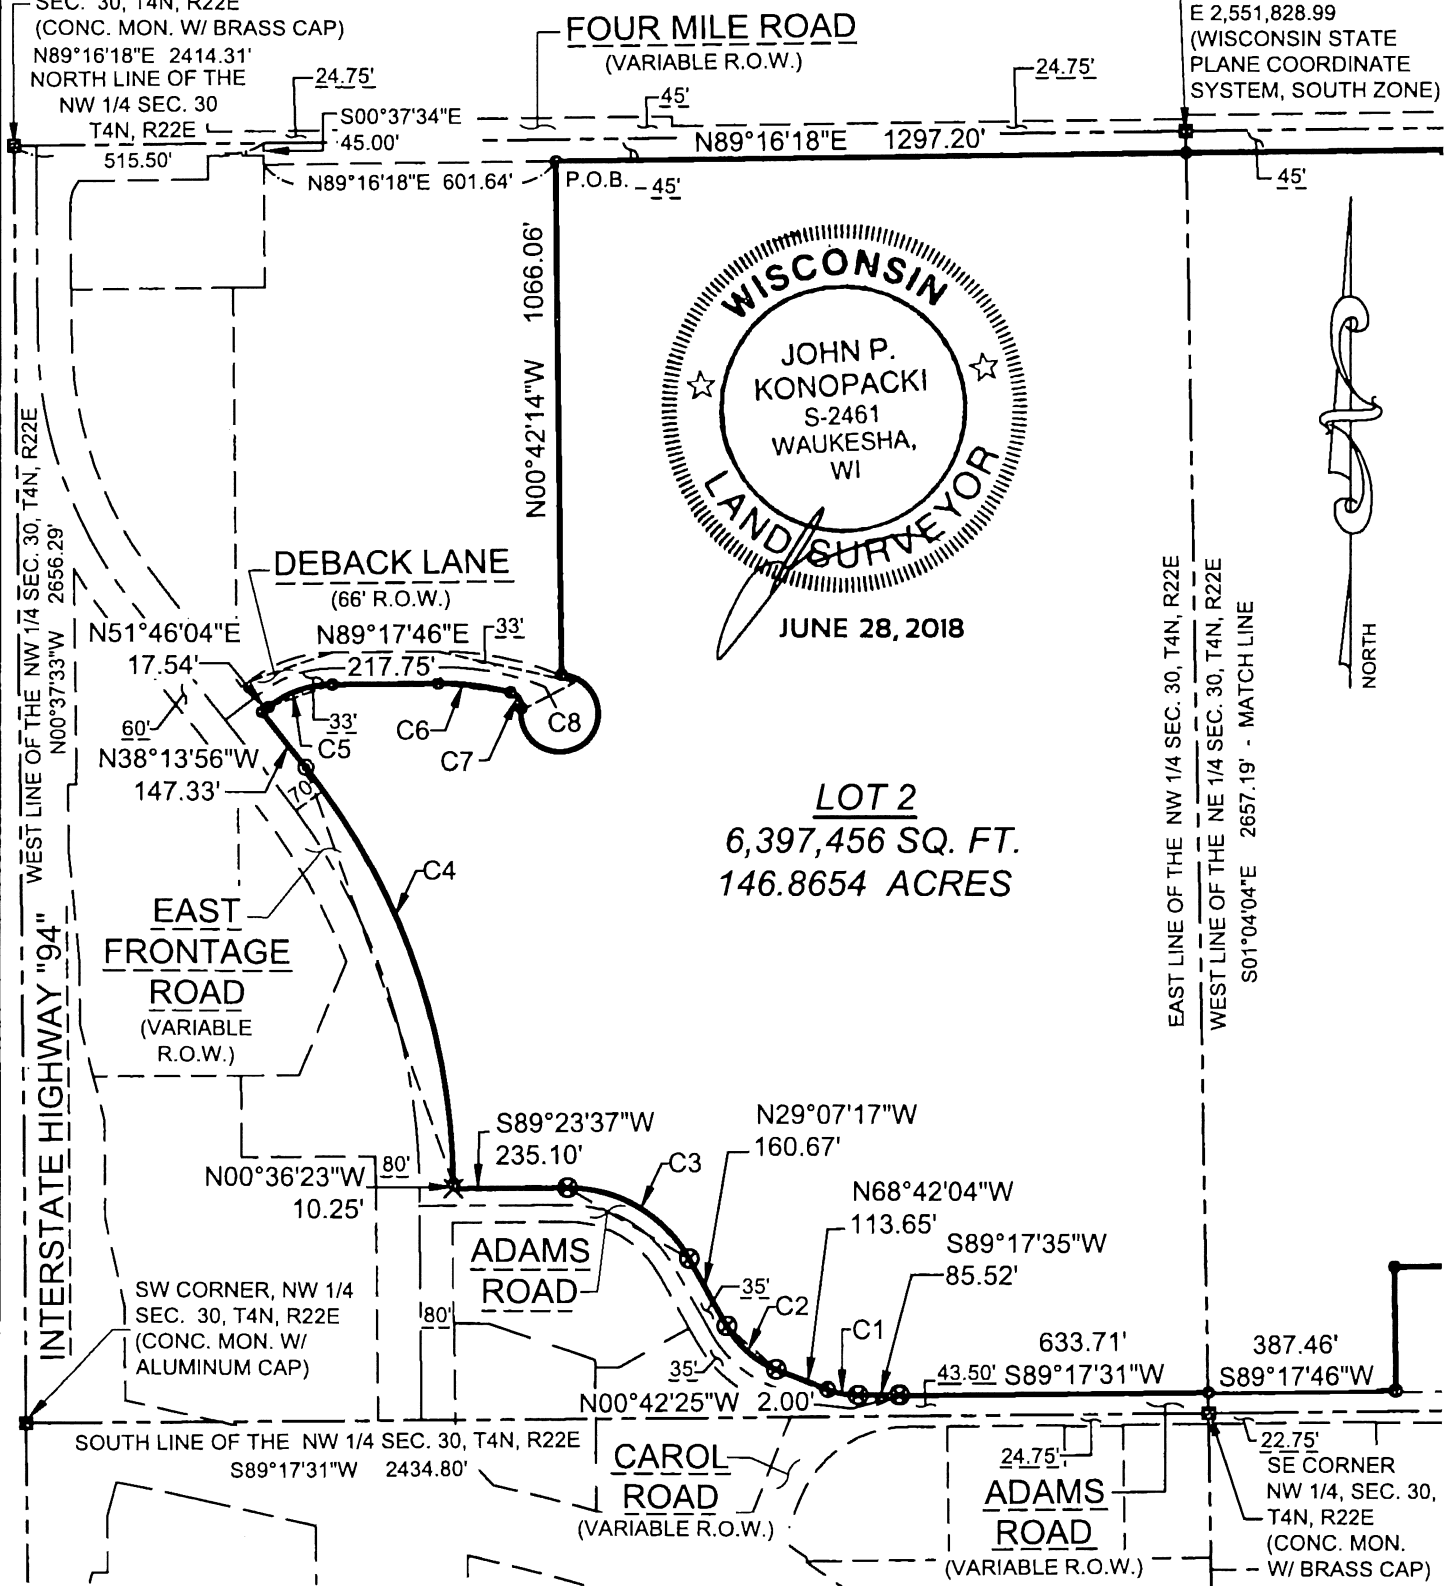 SEC. 30, T4N, R22E
(CONC. MON. W/ BRASS CAP)
N89°16'18"E 2414.31'
NORTH LINE OF THE
NW 1/4 SEC. 30
T4N, R22E
515.50'
24.75'
S00°37'34"E
45.00'
N89°16'18"E 601.64'
FOUR MILE ROAD
(VARIABLE R.O.W.)
45'
N89°16'18"E 1297.20'
24.75'
P.O.B.
45'
E 2,551,828.99
(WISCONSIN STATE
PLANE COORDINATE
SYSTEM, SOUTH ZONE)
45'
N00°42'14"W 1066.06'
WISCONSIN
JOHN P.
KONOPACKI
S-2461
WAUKESHA,
WI
LAND SURVEYOR
JUNE 28, 2018
NORTH
WEST LINE OF THE NW 1/4 SEC. 30, T4N, R22E
N00°37'33"W 2656.29'
DEBACK LANE
(66' R.O.W.)
N51°46'04"E
17.54'
N89°17'46"E
33'
217.75'
60'
33'
C5
C6
C7
C8
N38°13'56"W
147.33'
70'
C4
LOT 2
6,397,456 SQ. FT.
146.8654 ACRES
EAST LINE OF THE NW 1/4 SEC. 30, T4N, R22E
WEST LINE OF THE NE 1/4 SEC. 30, T4N, R22E
S01°04'04"E 2657.19' - MATCH LINE
EAST
FRONTAGE
ROAD
(VARIABLE
R.O.W.)
INTERSTATE HIGHWAY "94"
N00°36'23"W
10.25'
80'
S89°23'37"W
235.10'
C3
N29°07'17"W
160.67'
N68°42'04"W
113.65'
S89°17'35"W
85.52'
ADAMS
ROAD
35'
C2
C1
80'
35'
633.71'
S89°17'31"W
387.46'
S89°17'46"W
43.50'
N00°42'25"W 2.00'
SW CORNER, NW 1/4
SEC. 30, T4N, R22E
(CONC. MON. W/
ALUMINUM CAP)
SOUTH LINE OF THE NW 1/4 SEC. 30, T4N, R22E
S89°17'31"W 2434.80'
CAROL
ROAD
(VARIABLE R.O.W.)
24.75'
ADAMS
ROAD
(VARIABLE R.O.W.)
22.75'
SE CORNER
NW 1/4, SEC. 30,
T4N, R22E
(CONC. MON.
W/ BRASS CAP)